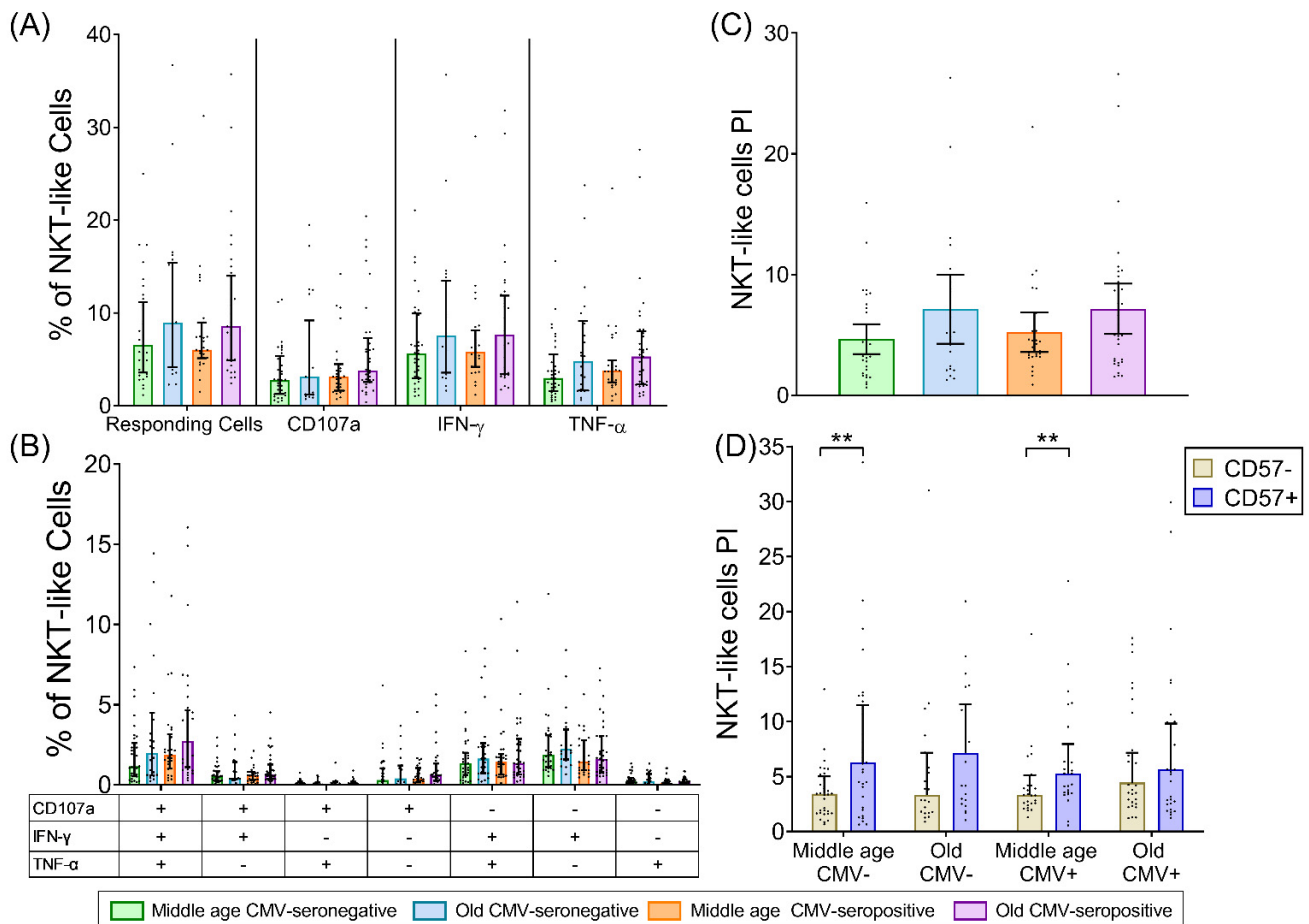 (A)
% of NKT-like Cells
40
30
20
10
0
Responding Cells CD107a IFN-γ TNF-α
(C)
NKT-like cells PI
30
20
10
0
(B)
% of NKT-like Cells
20
15
10
5
0
CD107a + + + + - - -
IFN-γ + + - - + + -
TNF-α + - + - + - +
(D)
NKT-like cells PI
35
30
25
20
15
10
5
0
** **
CD57-
CD57+
Middle age CMV-
Old CMV-
Middle age CMV+
Old CMV+
Middle age CMV-seronegative Old CMV-seronegative Middle age CMV-seropositive Old CMV-seropositive